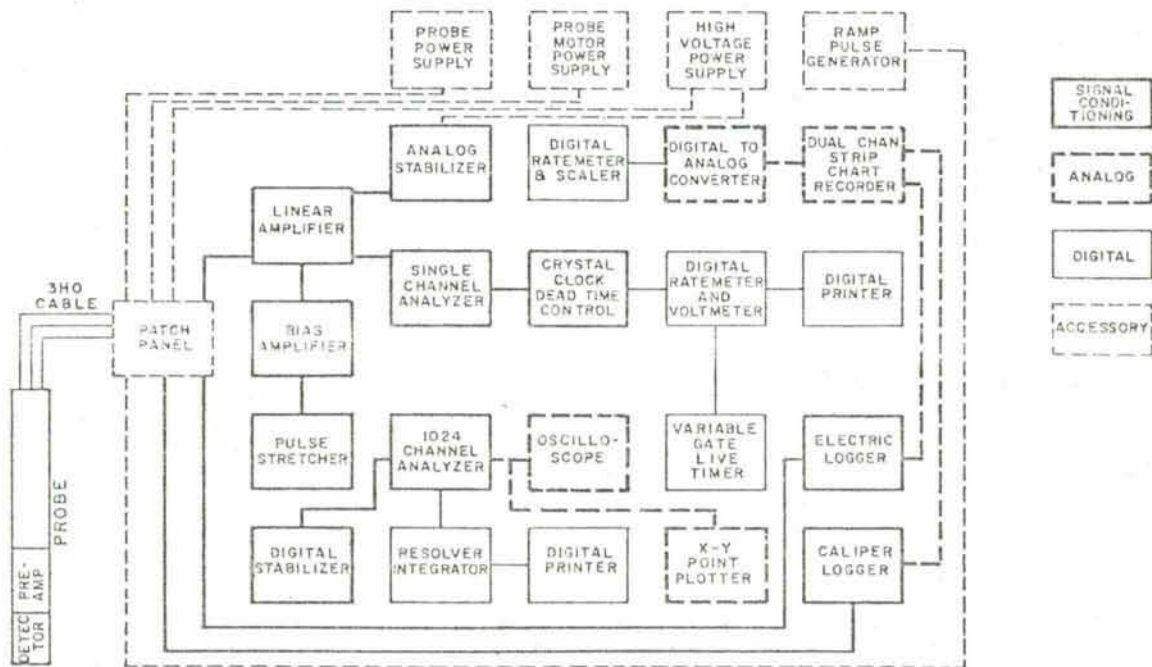 PROBE
POWER
SUPPLY
PROBE
MOTOR
POWER
SUPPLY
HIGH
VOLTAGE
POWER
SUPPLY
RAMP
PULSE
GENERATOR
SIGNAL
CONDI-
TIONING
ANALOG
STABILIZER
DIGITAL
RATEMETER
& SCALER
DIGITAL TO
ANALOG
CONVERTER
DUAL CHAN
STRIP
CHART
RECORDER
ANALOG
LINEAR
AMPLIFIER
SINGLE
CHANNEL
ANALYZER
CRYSTAL
CLOCK
DEAD TIME
CONTROL
DIGITAL
RATEMETER
AND
VOLTMETER
DIGITAL
PRINTER
DIGITAL
3HO
CABLE
PATCH
PANEL
BIAS
AMPLIFIER
ACCESSORY
PULSE
STRETCHER
1024
CHANNEL
ANALYZER
OSCILLO-
SCOPE
VARIABLE
GATE
LIVE
TIMER
ELECTRIC
LOGGER
PROBE
PRE-
AMP
DETEC
TOR
DIGITAL
STABILIZER
RESOLVER
INTEGRATOR
DIGITAL
PRINTER
X-Y
POINT
PLOTTER
CALIPER
LOGGER